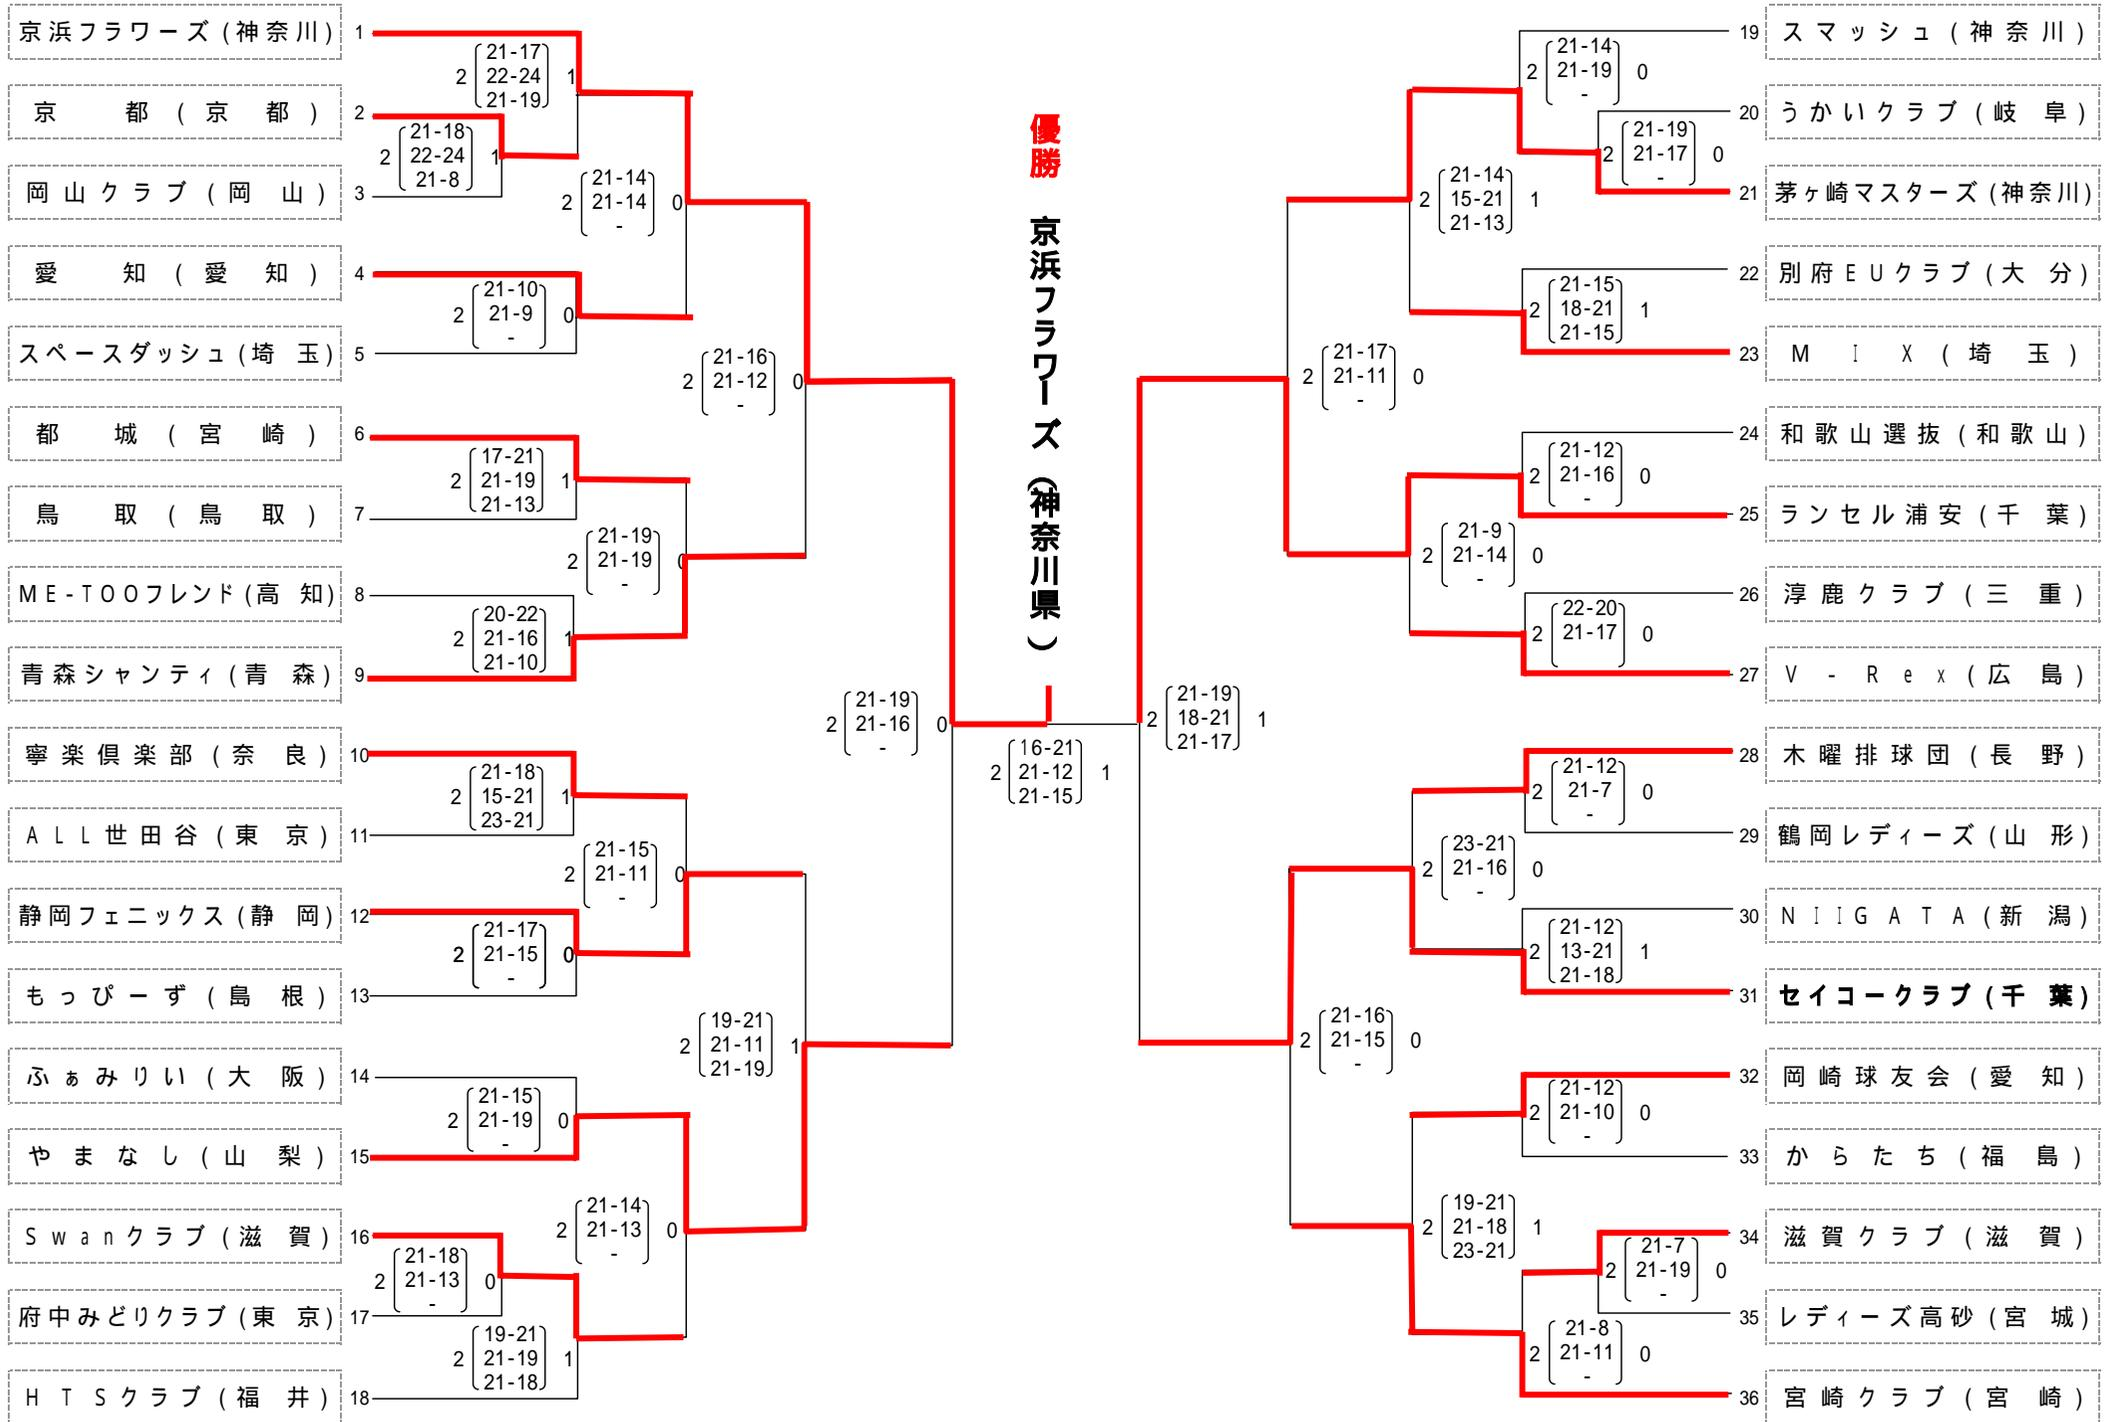 京浜フラワーズ(神奈川) 1
京 都 ( 京 都 ) 2
岡山クラブ(岡 山) 3
愛 知 ( 愛 知 ) 4
スペースダッシュ(埼 玉) 5
都 城 ( 宮 崎 ) 6
鳥 取 ( 鳥 取 ) 7
ME-TOOフレンド(高 知) 8
青森シャンティ(青 森) 9
寧楽倶楽部(奈 良) 10
ALL世田谷(東 京) 11
静岡フェニックス(静 岡) 12
もっぴーず(島 根) 13
ふぁみりい(大 阪) 14
やまなし(山 梨) 15
Swanクラブ(滋 賀) 16
府中みどりクラブ(東 京) 17
HTSクラブ(福 井) 18
2 21-17 1
22-24
21-19
2 21-18 1
22-24
21-8
2 21-10 0
21-9
-
2 17-21 1
21-19
21-13
2 20-22 1
21-16
21-10
2 21-18 1
15-21
23-21
2 21-17 0
21-15
-
2 21-15 0
21-19
-
2 21-18 0
21-13
-
2 19-21 1
21-19
21-18
2 21-14 0
21-14
-
2 21-19 0
21-19
-
2 21-15 0
21-11
-
2 21-14 0
21-13
-
2 21-16 0
21-12
-
2 19-21 1
21-11
21-19
2 21-19 0
21-16
-
優勝 京浜フラワーズ(神奈川県)
2 16-21 1
21-12
21-15
2 21-19 1
18-21
21-17
2 21-17 0
21-11
-
2 21-16 0
21-15
-
2 21-14 1
15-21
21-13
2 21-9 0
21-14
-
2 23-21 0
21-16
-
2 19-21 1
21-18
23-21
2 21-14 0
21-19
-
2 21-19 0
21-17
-
2 21-15 1
18-21
21-15
2 21-12 0
21-16
-
2 22-20 0
21-17
2 21-12 0
21-7
-
2 21-12 1
13-21
21-18
2 21-12 0
21-10
-
2 21-7 0
21-19
-
2 21-8 0
21-11
-
19 スマッシュ(神奈川)
20 うかいクラブ(岐 阜)
21 茅ヶ崎マスターズ(神奈川)
22 別府EUクラブ(大 分)
23 MIX(埼 玉)
24 和歌山選抜(和歌山)
25 ランセル浦安(千 葉)
26 淳鹿クラブ(三 重)
27 V-Rex(広 島)
28 木曜排球団(長 野)
29 鶴岡レディーズ(山 形)
30 NIIGATA(新 潟)
31 セイコークラブ(千 葉)
32 岡崎球友会(愛 知)
33 からたち(福 島)
34 滋賀クラブ(滋 賀)
35 レディーズ高砂(宮 城)
36 宮崎クラブ(宮 崎)